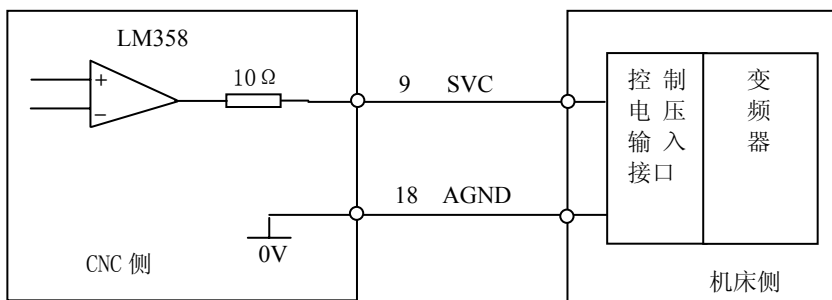 LM358
+
−
10Ω
9 SVC
18 AGND
0V
CNC 侧
控 制
电 压
输 入
接口
变
频
器
机床侧